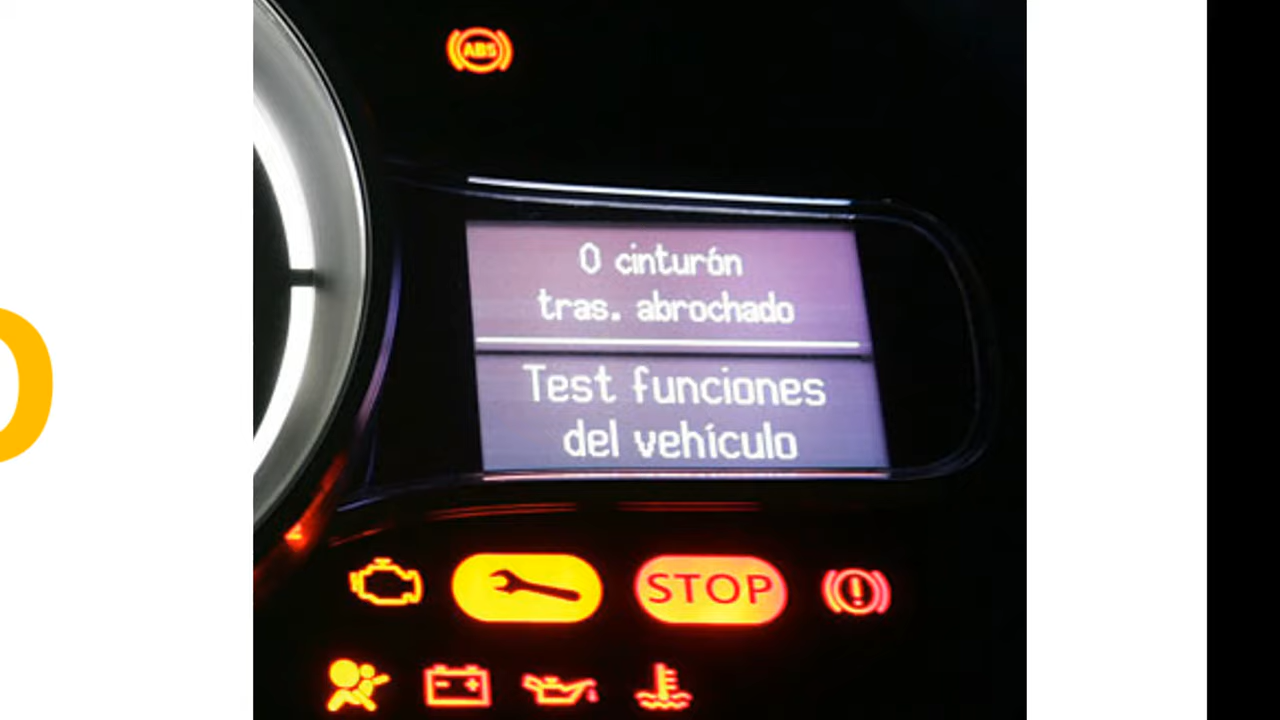 ABS
0 cinturón
tras. abrochado
Test funciones
del vehículo
STOP